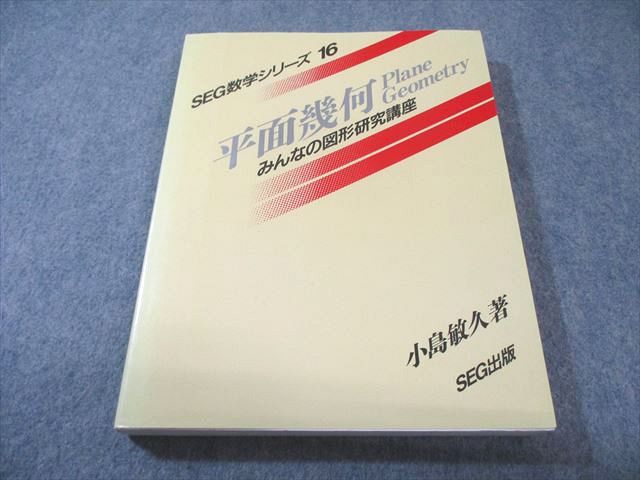 SEG数学シリーズ 16
平面幾何
Plane
Geometry
みんなの図形研究講座
小島敏久著
SEG出版